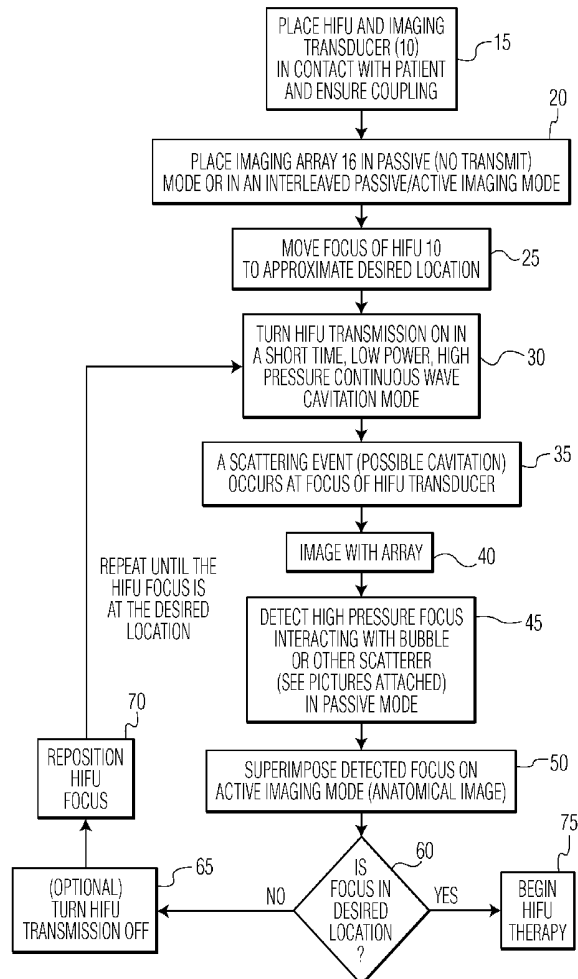 PLACE HIFU AND IMAGING
TRANSDUCER (10)
IN CONTACT WITH PATIENT
AND ENSURE COUPLING
15
20
PLACE IMAGING ARRAY 16 IN PASSIVE (NO TRANSMIT)
MODE OR IN AN INTERLEAVED PASSIVE/ACTIVE IMAGING MODE
MOVE FOCUS OF HIFU 10
TO APPROXIMATE DESIRED LOCATION
25
TURN HIFU TRANSMISSION ON IN
A SHORT TIME, LOW POWER, HIGH
PRESSURE CONTINUOUS WAVE
CAVITATION MODE
30
A SCATTERING EVENT (POSSIBLE CAVITATION)
OCCURS AT FOCUS OF HIFU TRANSDUCER
35
IMAGE WITH ARRAY
40
REPEAT UNTIL THE
HIFU FOCUS IS
AT THE DESIRED
LOCATION
DETECT HIGH PRESSURE FOCUS
INTERACTING WITH BUBBLE
OR OTHER SCATTERER
(SEE PICTURES ATTACHED)
IN PASSIVE MODE
45
SUPERIMPOSE DETECTED FOCUS ON
ACTIVE IMAGING MODE (ANATOMICAL IMAGE)
50
70
REPOSITION
HIFU
FOCUS
IS
FOCUS IN
DESIRED
LOCATION
?
60
NO
YES
65
(OPTIONAL)
TURN HIFU
TRANSMISSION OFF
75
BEGIN
HIFU
THERAPY